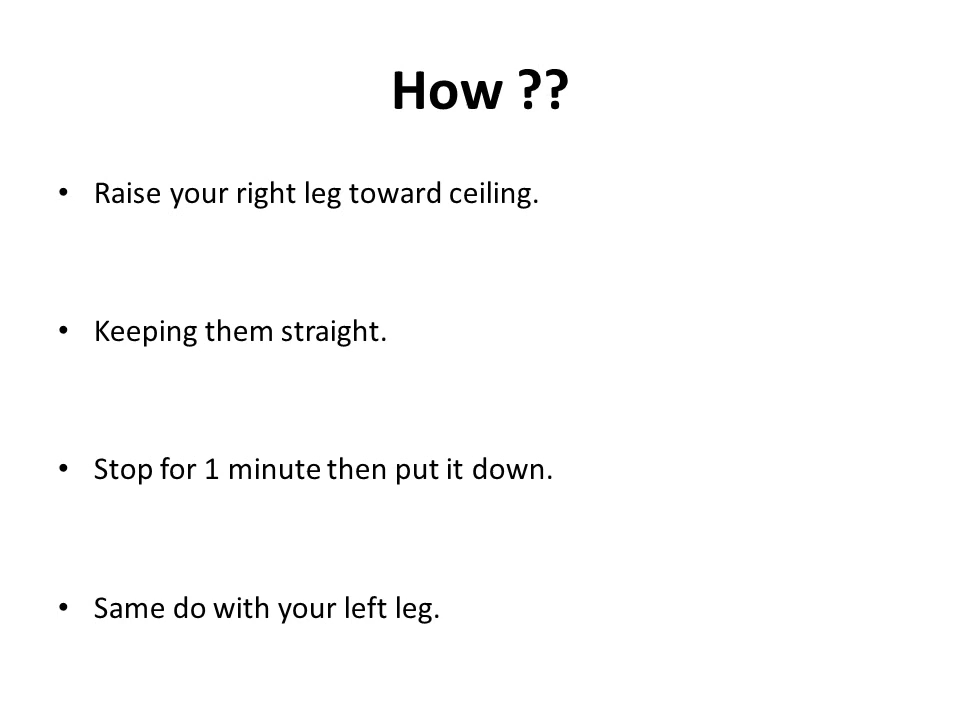 How ??
• Raise your right leg toward ceiling.
• Keeping them straight.
• Stop for 1 minute then put it down.
• Same do with your left leg.